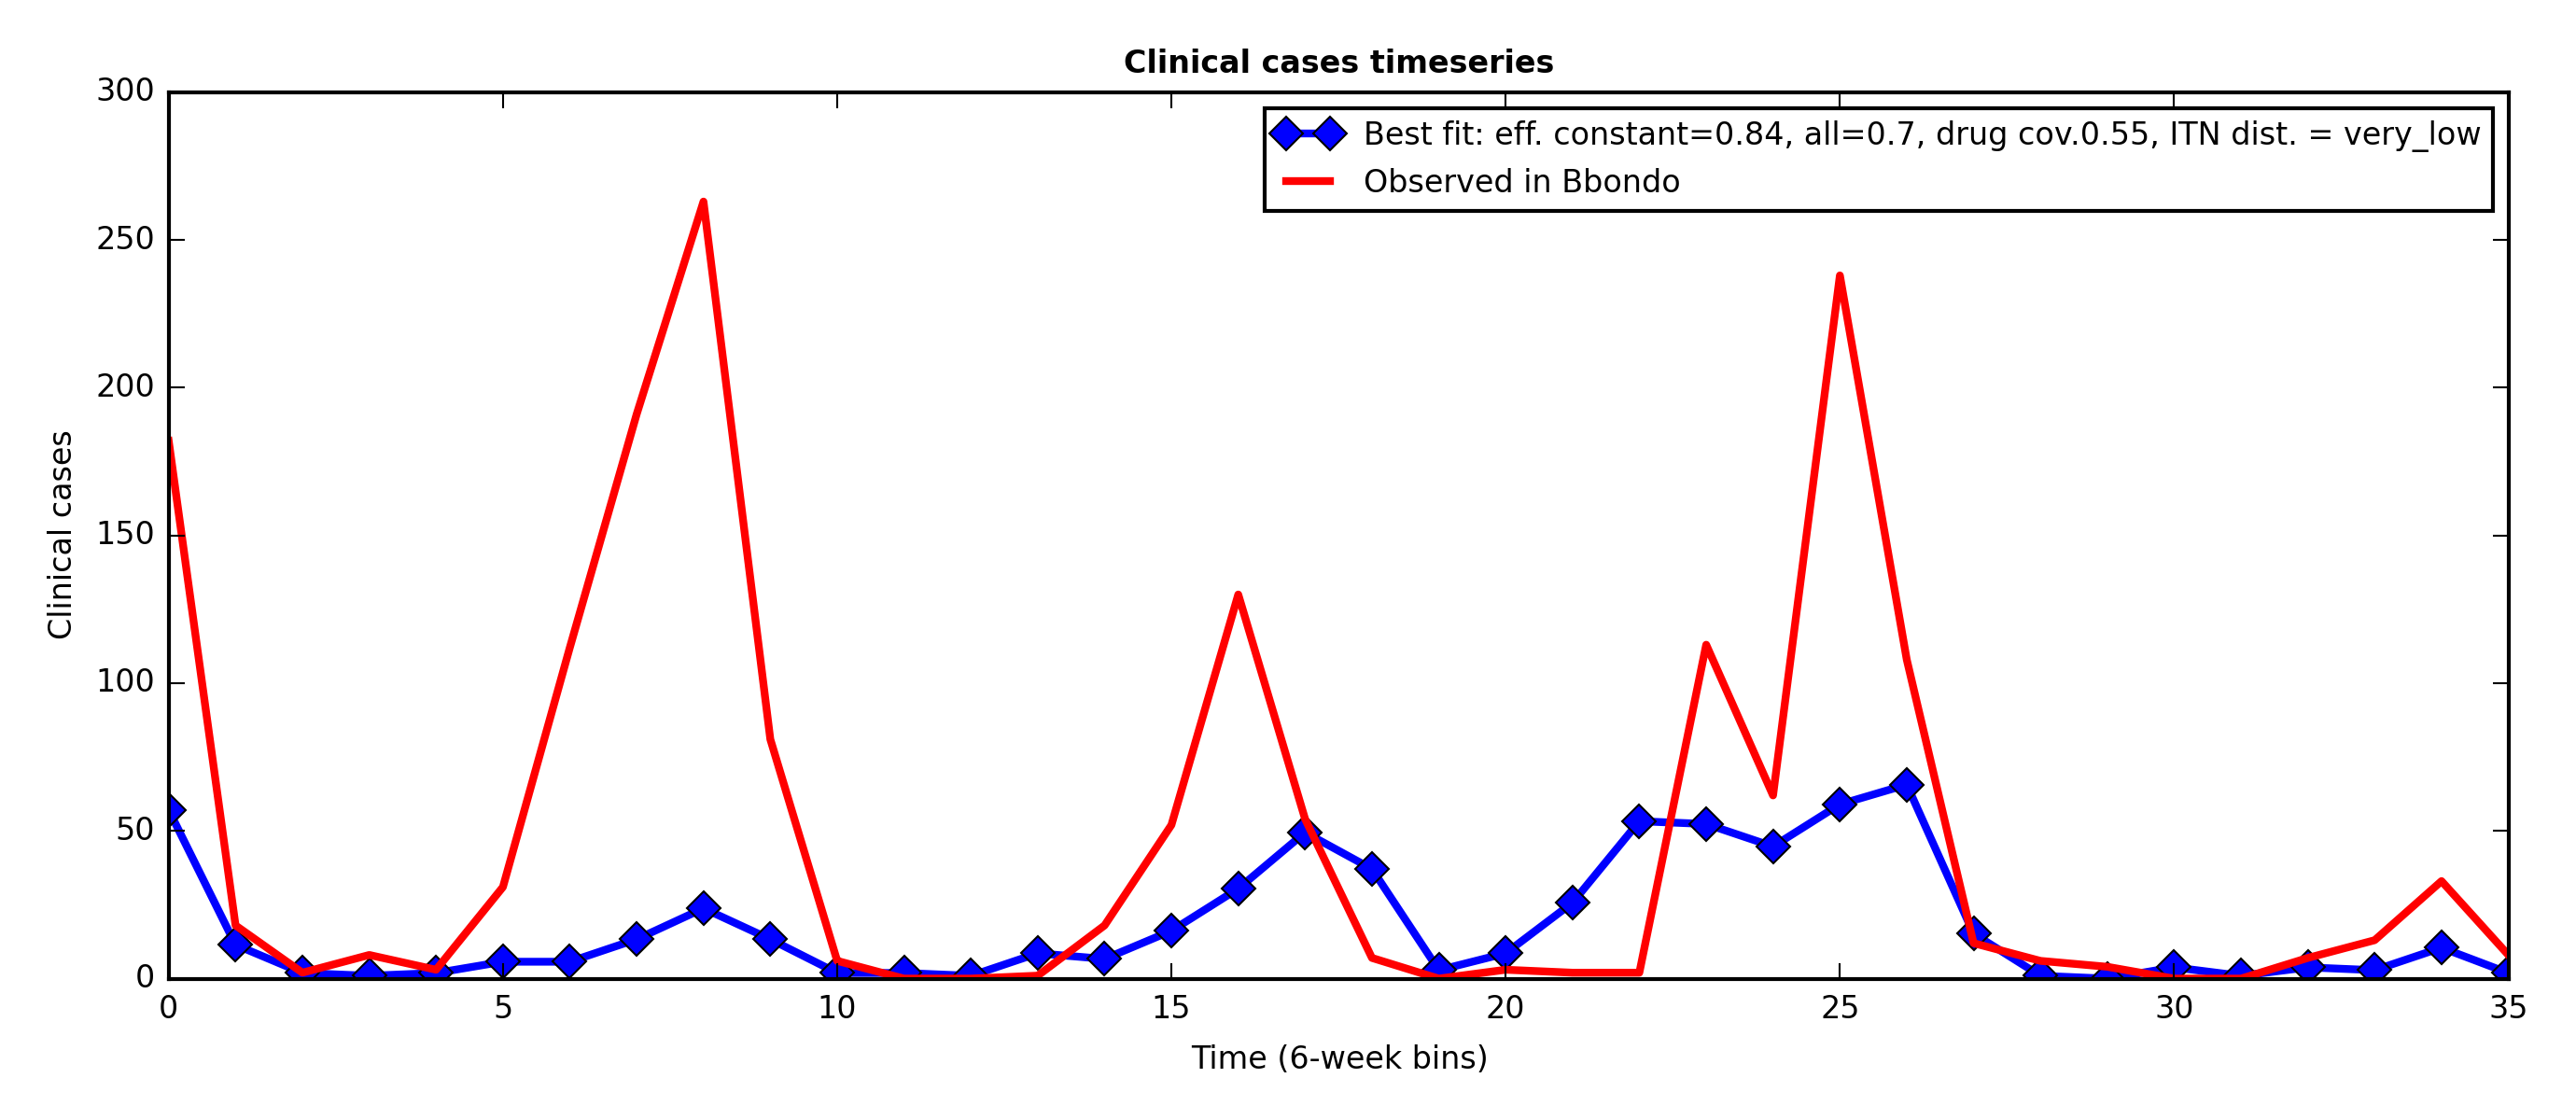 Clinical cases timeseries
300
250
200
150
100
50
0
Clinical cases
Best fit: eff. constant=0.84, all=0.7, drug cov.0.55, ITN dist. = very_low
Observed in Bbondo
0 5 10 15 20 25 30 35
Time (6-week bins)